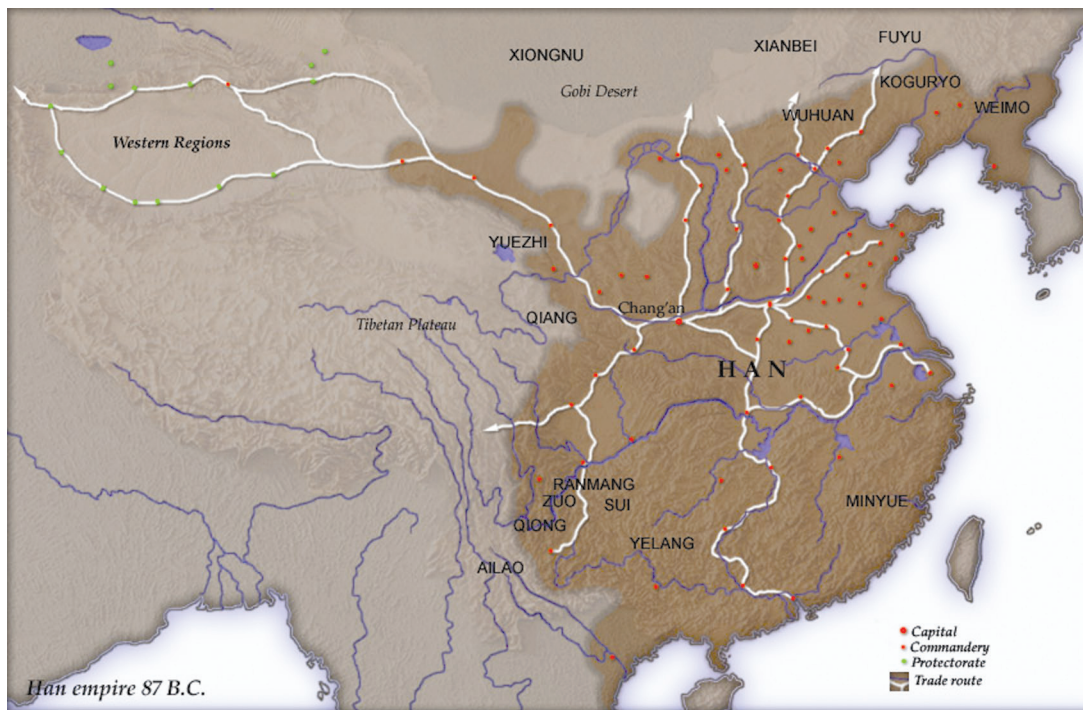 XIONGNU
XIANBEI
FUYU
Gobi Desert
KOGURYO
WUHUAN
WEIMO
Western Regions
YUEZHI
Chang'an
QIANG
Tibetan Plateau
HAN
RANMANG
ZUO
SUI
MINYUE
QIONG
YELANG
AILAO
Capital
Commandery
Protectorate
Trade route
Han empire 87 B.C.